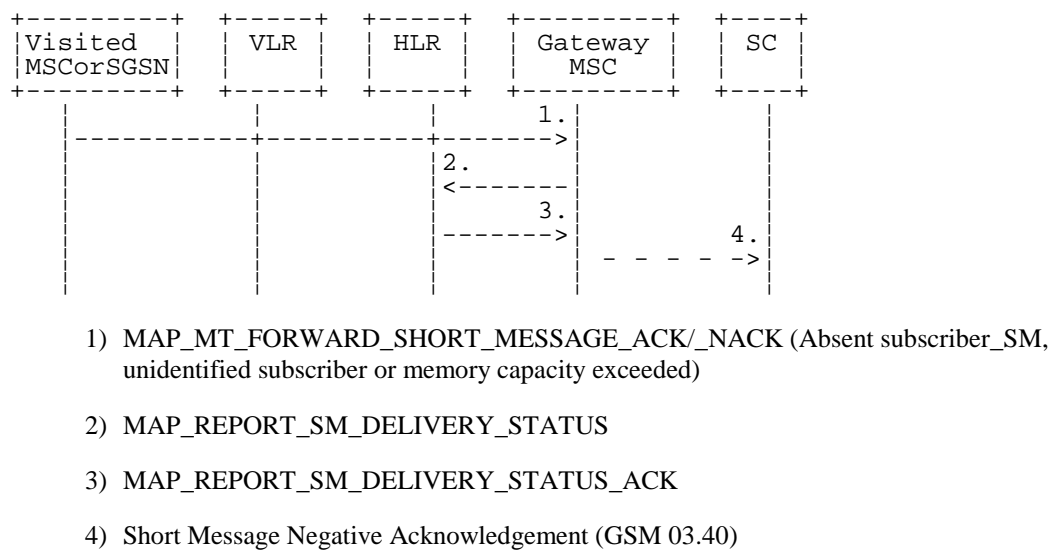 Visited VLR HLR Gateway SC
MSCorSGSN MSC
1.
2.
3.
4.
1) MAP_MT_FORWARD_SHORT_MESSAGE_ACK/_NACK (Absent subscriber_SM,
unidentified subscriber or memory capacity exceeded)
2) MAP_REPORT_SM_DELIVERY_STATUS
3) MAP_REPORT_SM_DELIVERY_STATUS_ACK
4) Short Message Negative Acknowledgement (GSM 03.40)